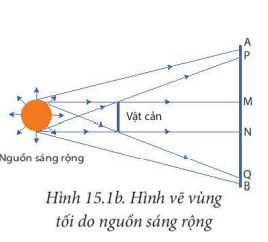 A
P
M
Vật cản
N
Nguồn sáng rộng
Q
B
Hình 15.1b. Hình vẽ vùng
tối do nguồn sáng rộng